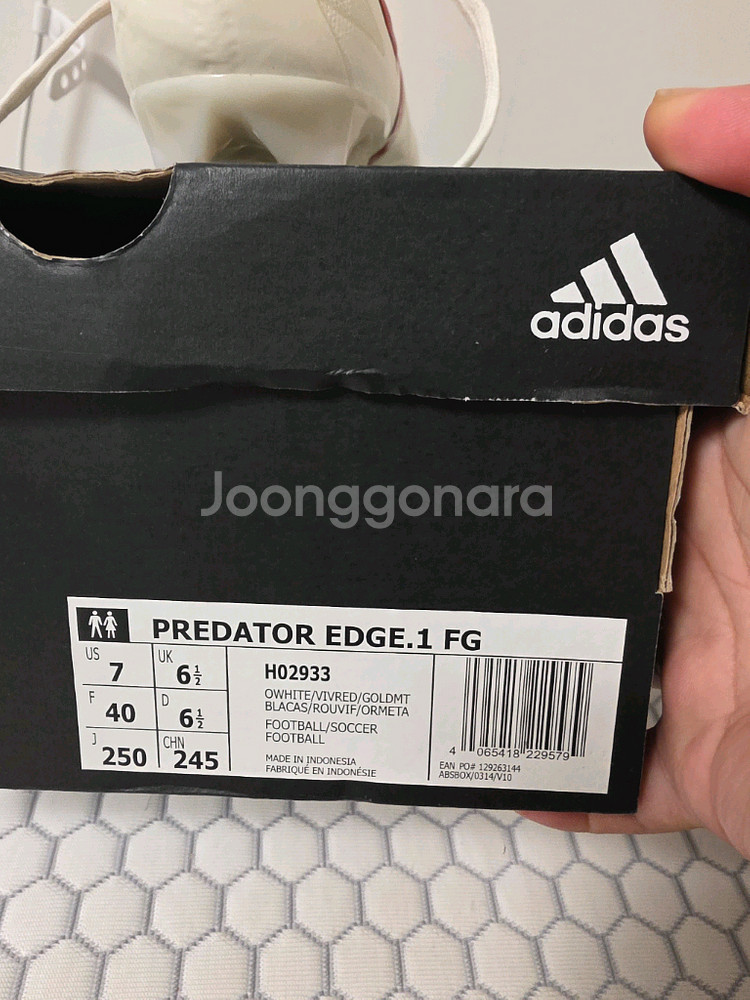 adidas
Joonggonara
PREDATOR EDGE.1 FG
US 7 UK 6½
F 40 D 6½
J 250 CHN 245
H02933
OWHITE/VIVRED/GOLDMT
BLACAS/ROUVIF/ORMETA
FOOTBALL/SOCCER
FOOTBALL
MADE IN INDONESIA
FABRIQUÉ EN INDONÉSIE
4 065418 229579
EAN PO# 129263144
ABSBOX/0314/V10